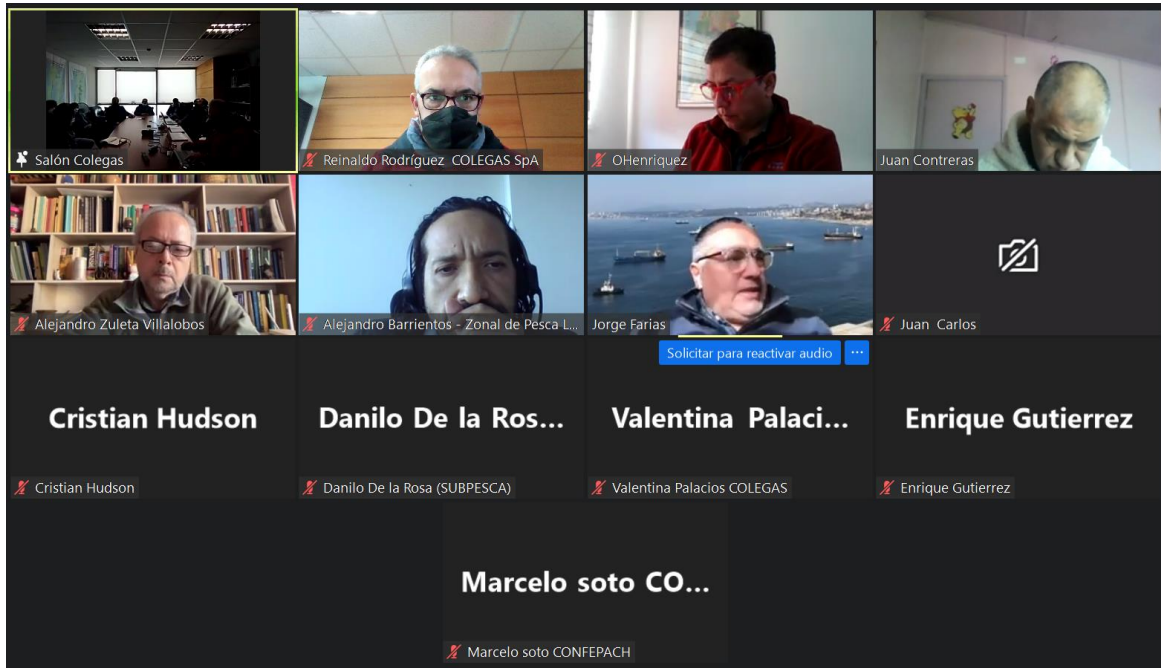 Salón Colegas
Reinaldo Rodríguez COLEGAS SpA
OHenriquez
Juan Contreras
Alejandro Zuleta Villalobos
Alejandro Barrientos - Zonal de Pesca L...
Jorge Farias
Juan Carlos
Solicitar para reactivar audio
...
Cristian Hudson
Danilo De la Ros...
Valentina Palaci...
Enrique Gutierrez
Cristian Hudson
Danilo De la Rosa (SUBPESCA)
Valentina Palacios COLEGAS
Enrique Gutierrez
Marcelo soto CO...
Marcelo soto CONFEPACH